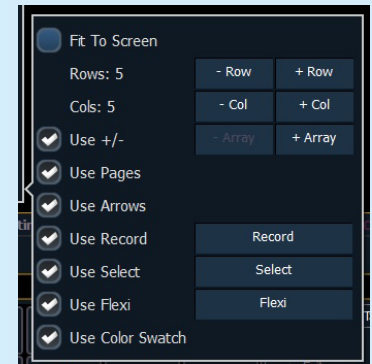 Fit To Screen
Rows: 5 - Row + Row
Cols: 5 - Col + Col
Use +/- - Array + Array
Use Pages
Use Arrows
Use Record Record
Use Select Select
Use Flexi Flexi
Use Color Swatch